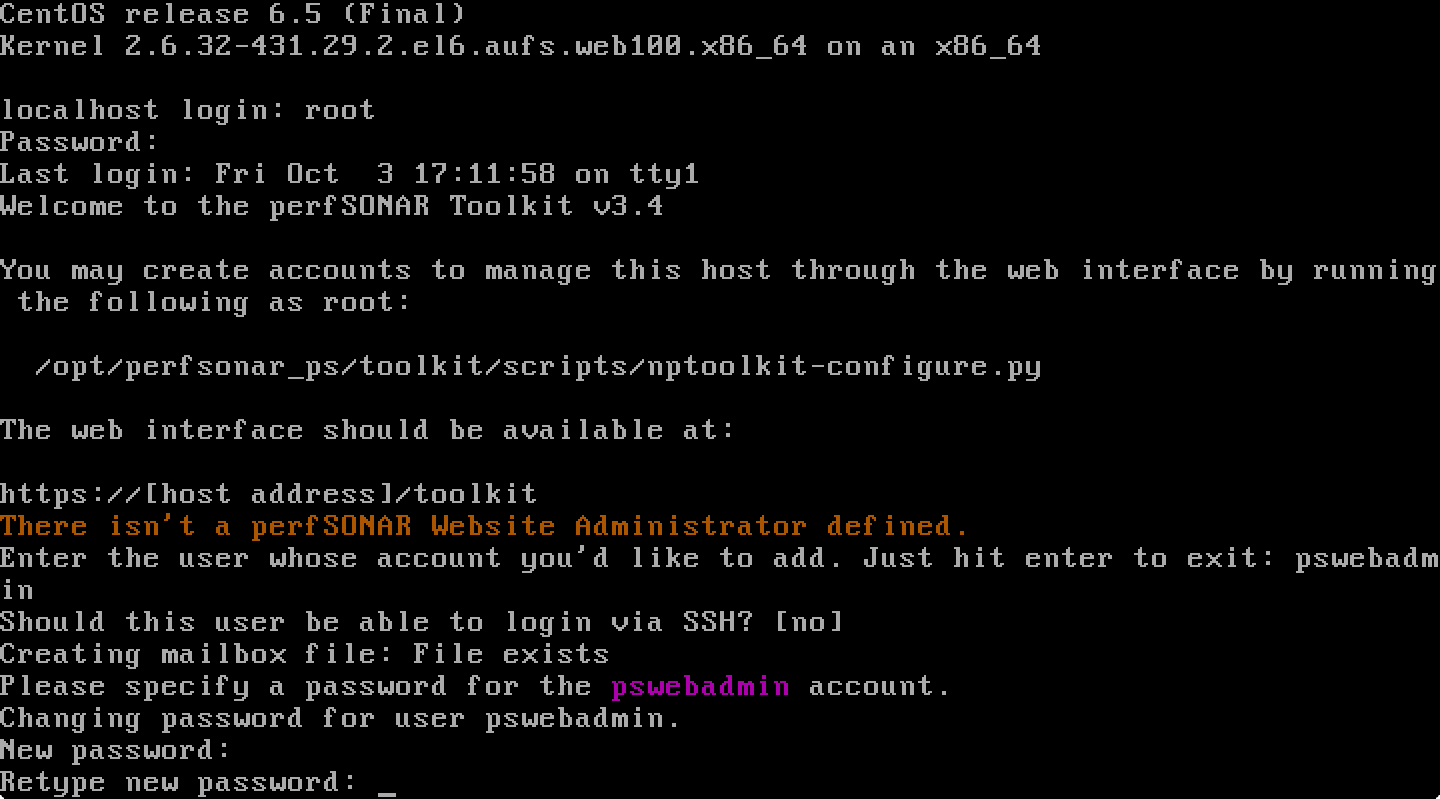 CentOS release 6.5 (Final)
Kernel 2.6.32-431.29.2.el6.aufs.web100.x86_64 on an x86_64
localhost login: root
Password:
Last login: Fri Oct  3 17:11:58 on tty1
Welcome to the perfSONAR Toolkit v3.4
You may create accounts to manage this host through the web interface by running
 the following as root:
  /opt/perfsonar_ps/toolkit/scripts/nptoolkit-configure.py
The web interface should be available at:
https://[host address]/toolkit
There isn't a perfSONAR Website Administrator defined.
Enter the user whose account you'd like to add. Just hit enter to exit: pswebadm
in
Should this user be able to login via SSH? [no]
Creating mailbox file: File exists
Please specify a password for the pswebadmin account.
Changing password for user pswebadmin.
New password:
Retype new password: _